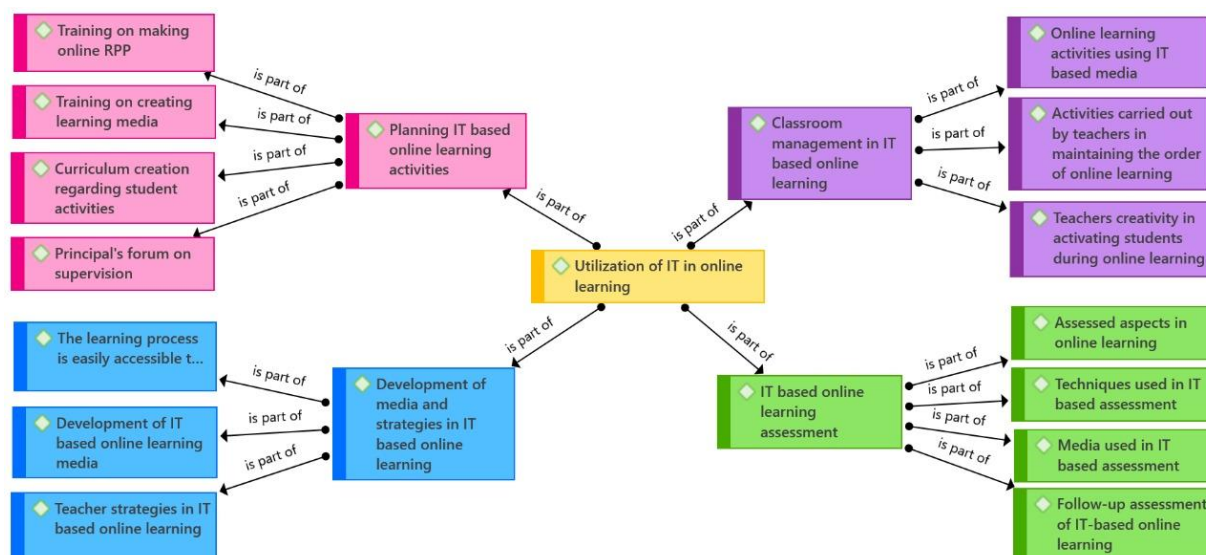 Training on making
online RPP
is part of
Training on creating
learning media
is part of
Curriculum creation
regarding student
activities
is part of
Principal's forum on
supervision
is part of
Planning IT based
online learning
activities
is part of
Online learning
activities using IT
based media
is part of
Activities carried out
by teachers in
maintaining the order
of online learning
is part of
Teachers creativity in
activating students
during online learning
is part of
Classroom
management in IT
based online
learning
is part of
Utilization of IT in online
learning
The learning process
is easily accessible t...
is part of
Development of IT
based online learning
media
is part of
Teacher strategies in IT
based online learning
is part of
Development of
media and
strategies in IT
based online
learning
is part of
Assessed aspects in
online learning
is part of
Techniques used in IT
based assessment
is part of
Media used in IT
based assessment
is part of
Follow-up assessment
of IT-based online
learning
is part of
IT based online
learning
assessment
is part of